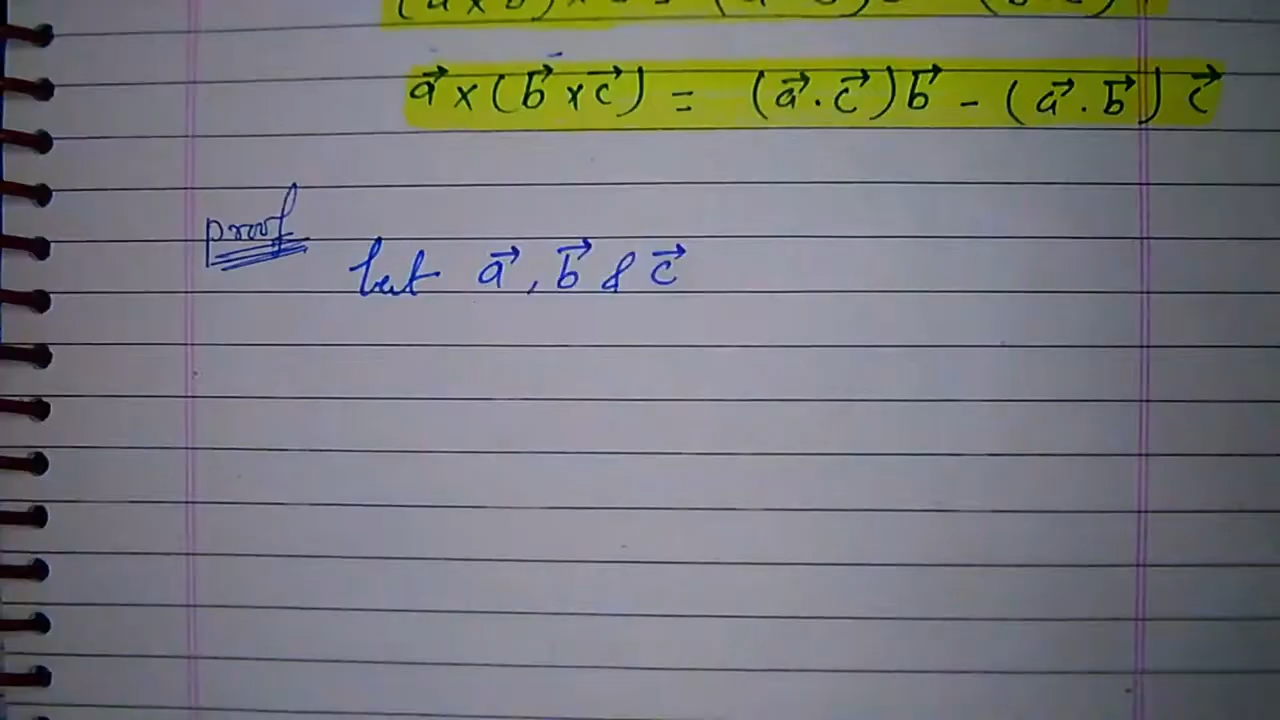 a⃗ × (b⃗ × c⃗) = (a⃗ . c⃗) b⃗ - (a⃗ . b⃗) c⃗
proof
let a⃗ , b⃗ & c⃗